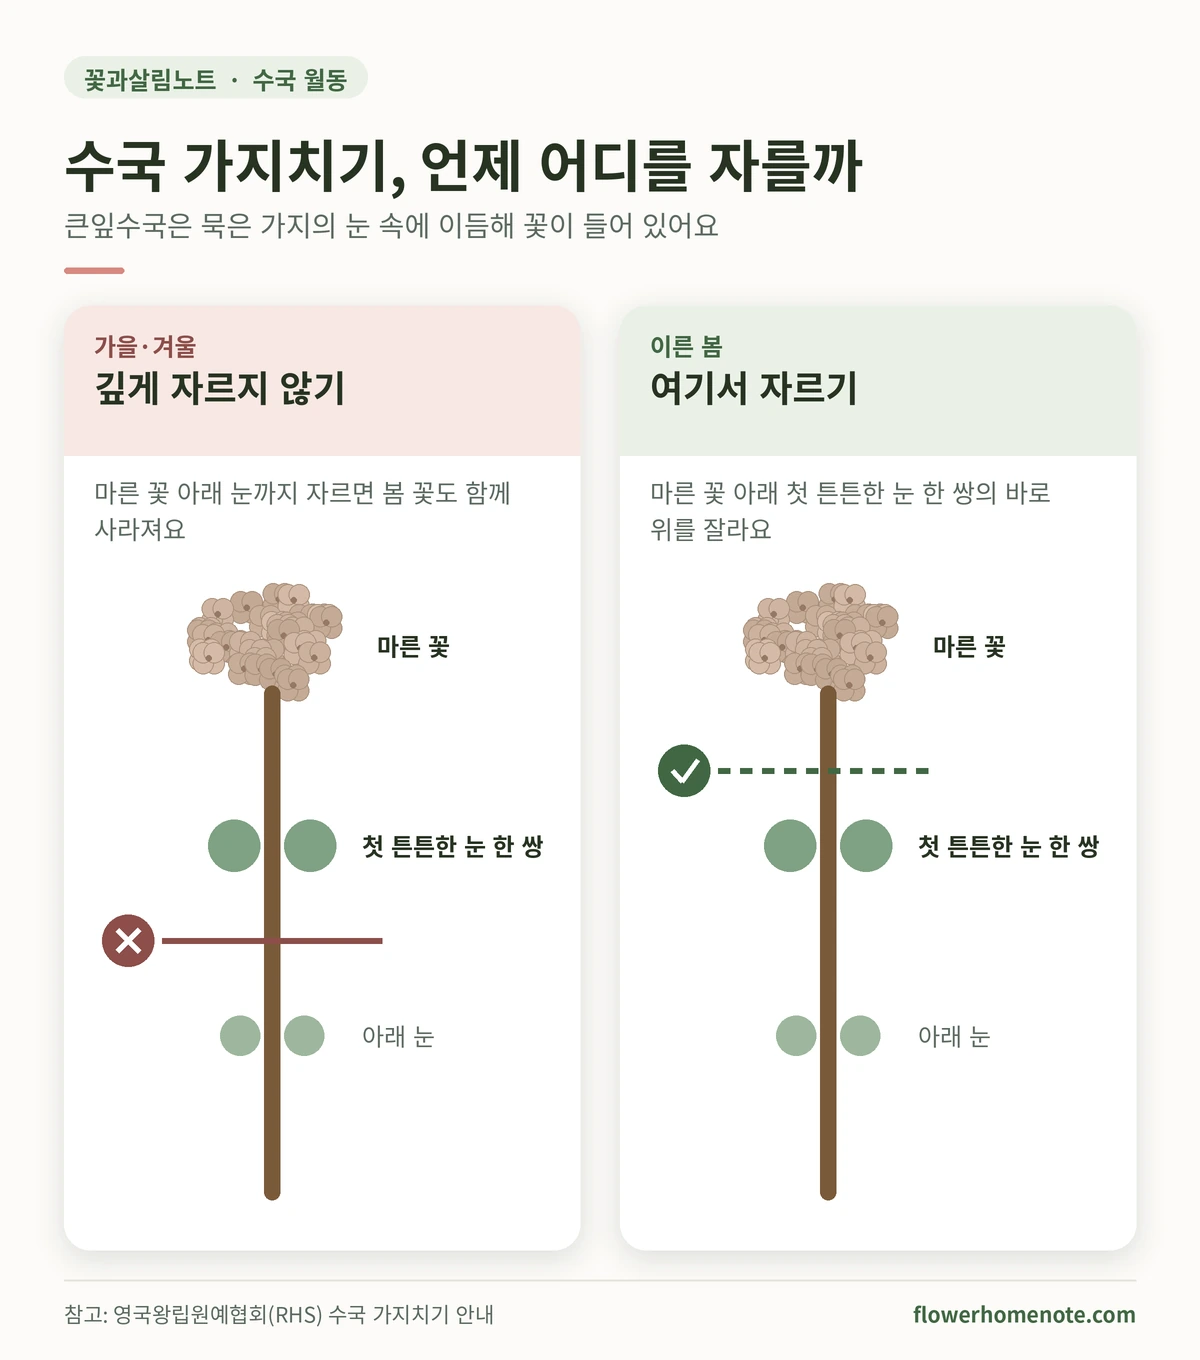 꽃과살림노트 · 수국 월동
수국 가지치기, 언제 어디를 자를까
큰잎수국은 묵은 가지의 눈 속에 이듬해 꽃이 들어 있어요
가을·겨울
깊게 자르지 않기
마른 꽃 아래 눈까지 자르면 봄 꽃도 함께
사라져요
마른 꽃
첫 튼튼한 눈 한 쌍
아래 눈
이른 봄
여기서 자르기
마른 꽃 아래 첫 튼튼한 눈 한 쌍의 바로
위를 잘라요
마른 꽃
첫 튼튼한 눈 한 쌍
아래 눈
참고: 영국왕립원예협회(RHS) 수국 가지치기 안내
flowerhomenote.com